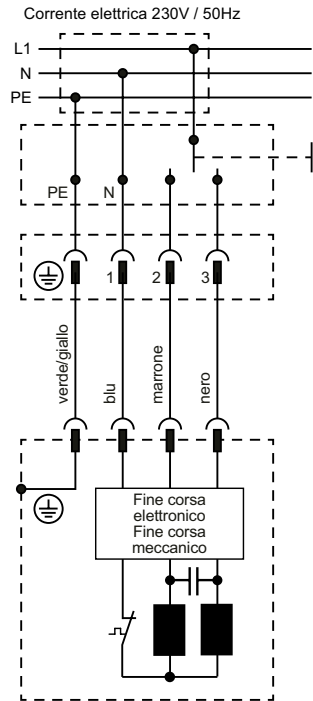 Corrente elettrica 230V / 50Hz
L1
N
PE
PE N
1 2 3
verde/giallo
blu
marrone
nero
Fine corsa
elettronico
Fine corsa
meccanico